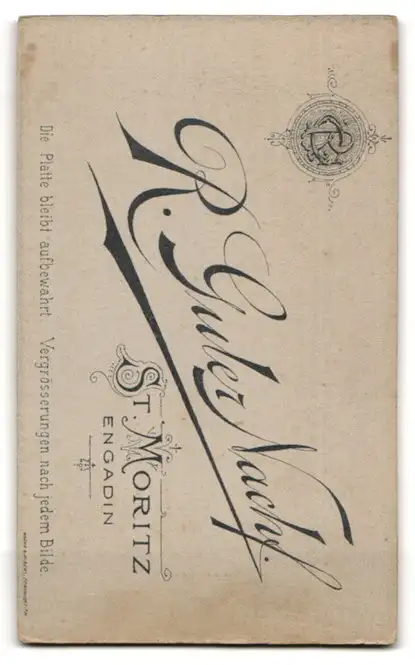 R. Guler Nachf.
St. Moritz
ENGADIN
Die Platte bleibt aufbewahrt. Vergrösserungen nach jedem Bilde.